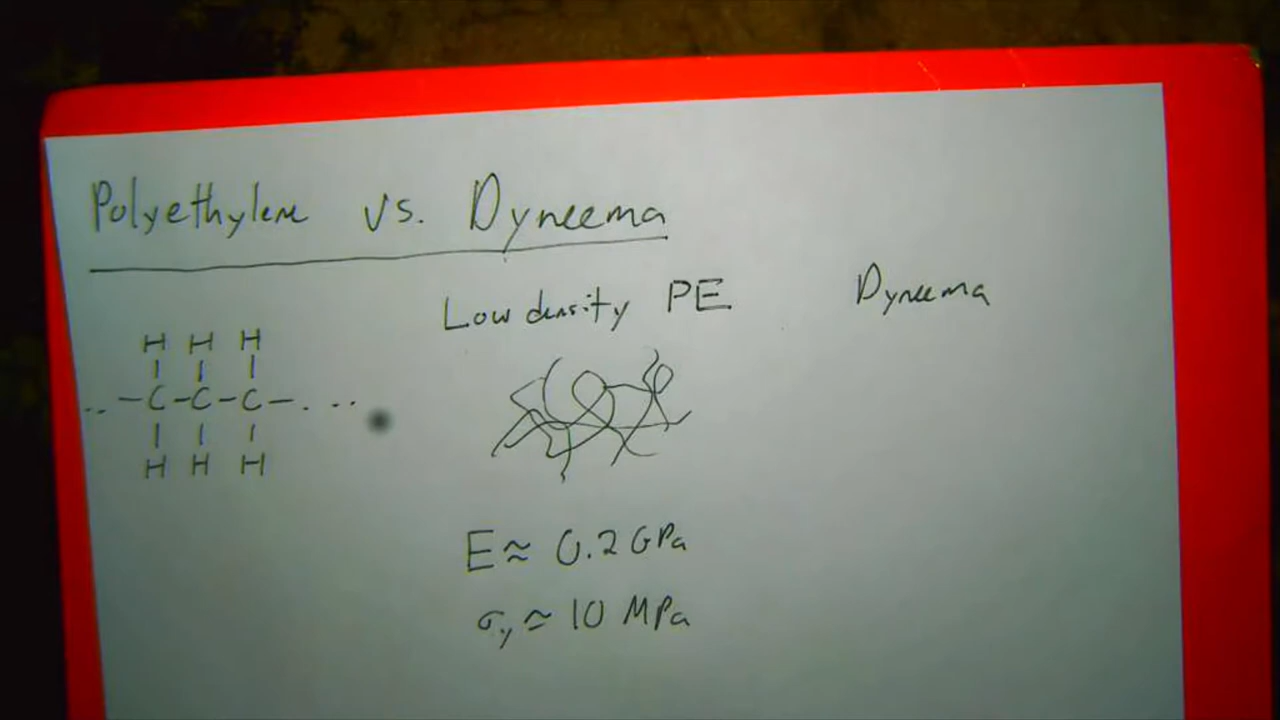 Polyethylene vs. Dyneema
Low density PE
Dyneema
H H H
| | |
.. -C-C-C-. ...
| | |
H H H
E ≈ 0.2 GPa
σy ≃ 10 MPa